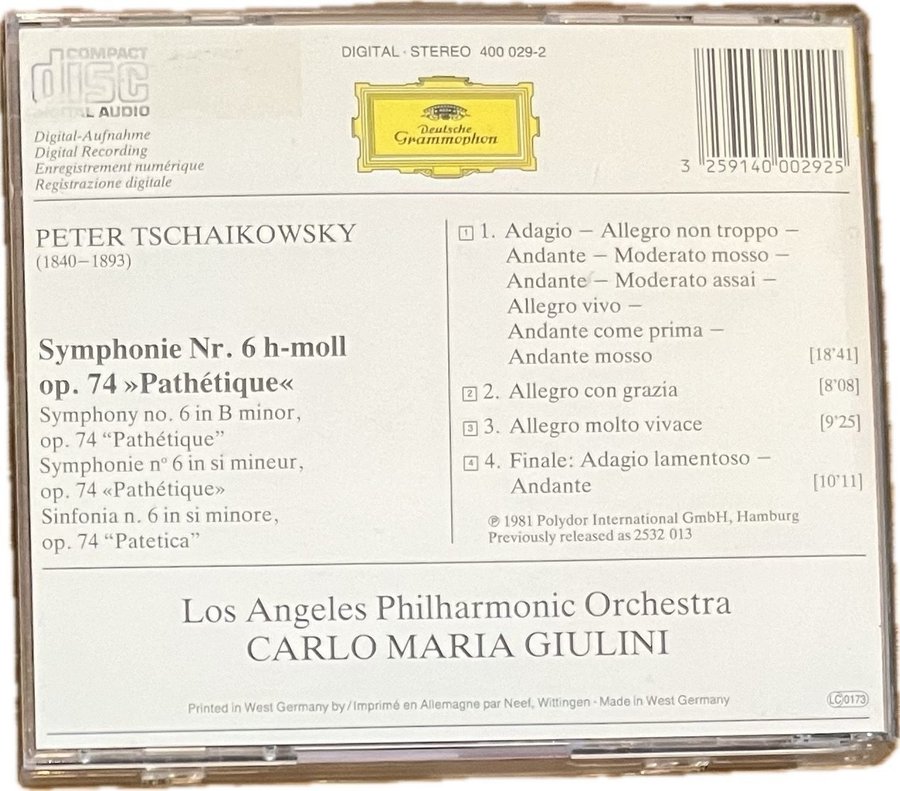 COMPACT
disc
DIGITAL AUDIO
DIGITAL · STEREO 400 029-2
Deutsche
Grammophon
3 259140 002925
Digital-Aufnahme
Digital Recording
Enregistrement numérique
Registrazione digitale
PETER TSCHAIKOWSKY
(1840–1893)
Symphonie Nr. 6 h-moll
op. 74 »Pathétique«
Symphony no. 6 in B minor,
op. 74 “Pathétique”
Symphonie nº 6 in si mineur,
op. 74 «Pathétique»
Sinfonia n. 6 in si minore,
op. 74 “Patetica”
1 1. Adagio – Allegro non troppo –
Andante – Moderato mosso –
Andante – Moderato assai –
Allegro vivo –
Andante come prima –
Andante mosso [18'41]
2 2. Allegro con grazia [8'08]
3 3. Allegro molto vivace [9'25]
4 4. Finale: Adagio lamentoso –
Andante [10'11]
℗ 1981 Polydor International GmbH, Hamburg
Previously released as 2532 013
Los Angeles Philharmonic Orchestra
CARLO MARIA GIULINI
Printed in West Germany by / Imprimé en Allemagne par Neef, Wittingen · Made in West Germany
LC 0173